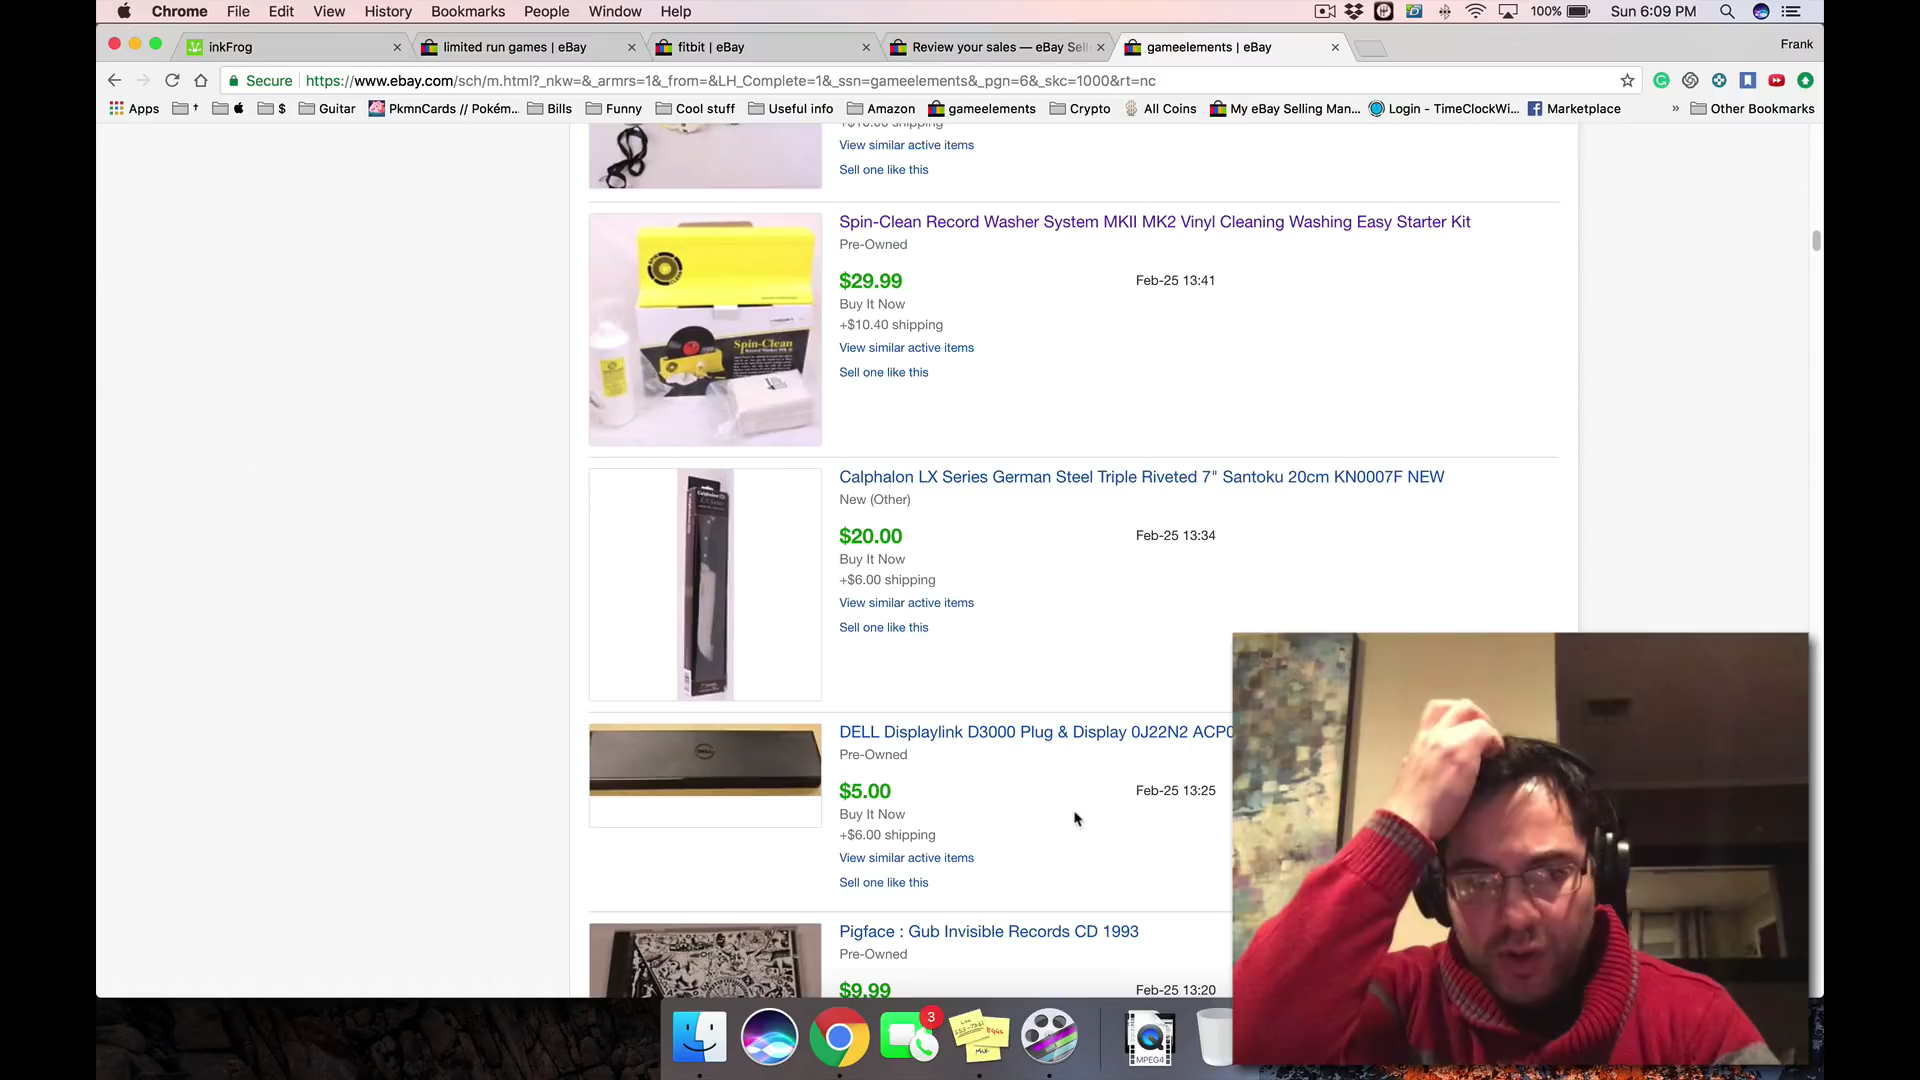 Chrome File Edit View History Bookmarks People Window Help 100% Sun 6:09 PM
inkFrog limited run games | eBay fitbit | eBay Review your sales — eBay Sell gameelements | eBay Frank
Secure https://www.ebay.com/sch/m.html?_nkw=&_armrs=1&_from=&LH_Complete=1&_ssn=gameelements&_pgn=6&_skc=1000&rt=nc
Apps † $ Guitar PkmnCards // Pokém... Bills Funny Cool stuff Useful info Amazon gameelements Crypto All Coins My eBay Selling Man... Login - TimeClockWi... Marketplace » Other Bookmarks
View similar active items
Sell one like this
Spin-Clean Record Washer System MKII MK2 Vinyl Cleaning Washing Easy Starter Kit
Pre-Owned
$29.99 Feb-25 13:41
Buy It Now
+$10.40 shipping
View similar active items
Sell one like this
Spin-Clean
Calphalon LX Series German Steel Triple Riveted 7" Santoku 20cm KN0007F NEW
New (Other)
$20.00 Feb-25 13:34
Buy It Now
+$6.00 shipping
View similar active items
Sell one like this
Calphalon
DELL Displaylink D3000 Plug & Display 0J22N2 ACP0
Pre-Owned
$5.00 Feb-25 13:25
Buy It Now
+$6.00 shipping
View similar active items
Sell one like this
DELL
Pigface : Gub Invisible Records CD 1993
Pre-Owned
$9.99 Feb-25 13:20
3
MPEG4